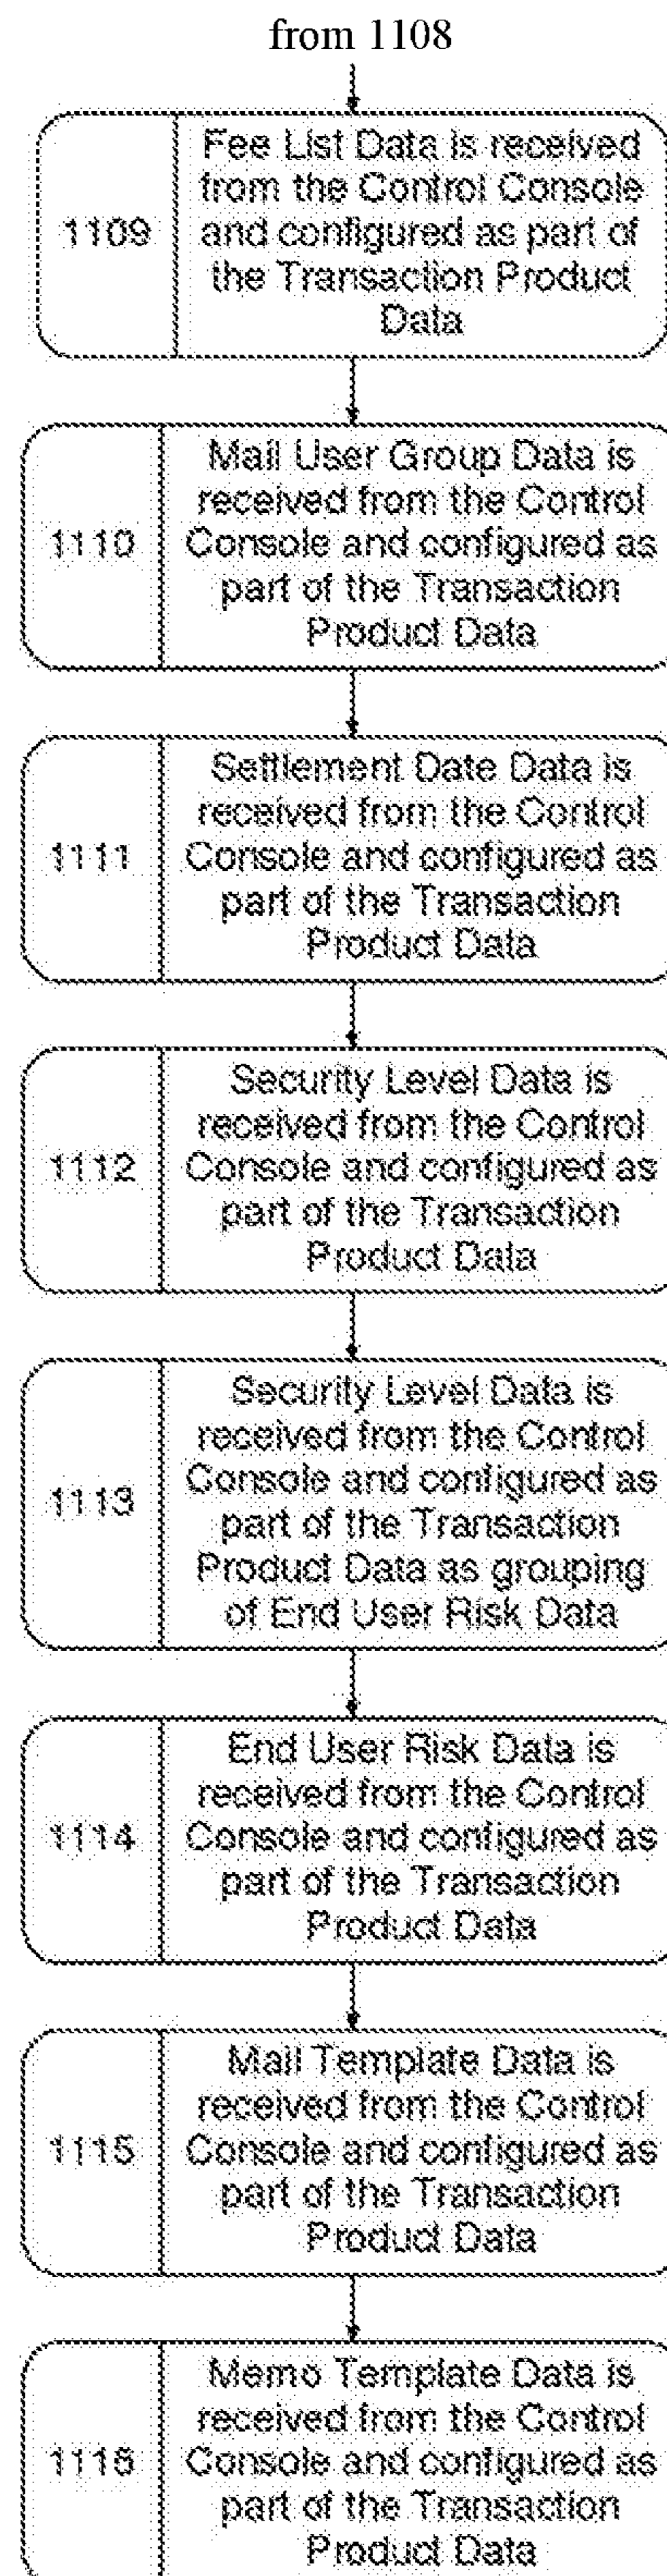 from 1108
1109
Fee List Data is received
from the Control Console
and configured as part of
the Transaction Product
Data
1110
Mail User Group Data is
received from the Control
Console and configured as
part of the Transaction
Product Data
1111
Settlement Date Data is
received from the Control
Console and configured as
part of the Transaction
Product Data
1112
Security Level Data is
received from the Control
Console and configured as
part of the Transaction
Product Data
1113
Security Level Data is
received from the Control
Console and configured as
part of the Transaction
Product Data as grouping
of End User Risk Data
1114
End User Risk Data is
received from the Control
Console and configured as
part of the Transaction
Product Data
1115
Mail Template Data is
received from the Control
Console and configured as
part of the Transaction
Product Data
1116
Memo Template Data is
received from the Control
Console and configured as
part of the Transaction
Product Data